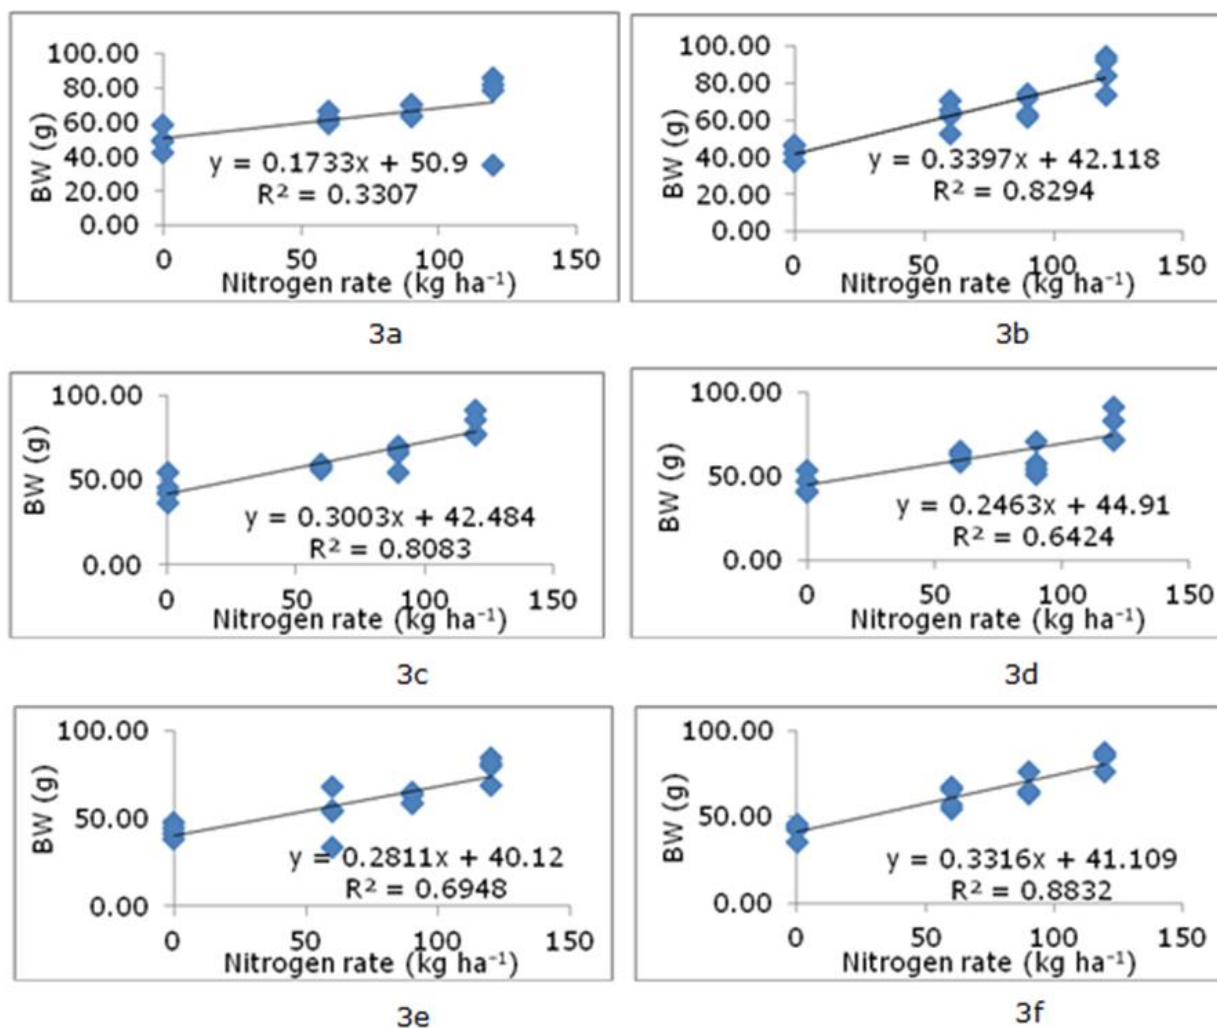 100.00
80.00
60.00
40.00
20.00
0.00
BW (g)
y = 0.1733x + 50.9
R² = 0.3307
0 50 100 150
Nitrogen rate (kg ha⁻¹)
3a
100.00
80.00
60.00
40.00
20.00
0.00
BW (g)
y = 0.3397x + 42.118
R² = 0.8294
0 50 100 150
Nitrogen rate (kg ha⁻¹)
3b
100.00
50.00
0.00
BW (g)
y = 0.3003x + 42.484
R² = 0.8083
0 50 100 150
Nitrogen rate (kg ha⁻¹)
3c
100.00
50.00
0.00
BW (g)
y = 0.2463x + 44.91
R² = 0.6424
0 50 100 150
Nitrogen rate (kg ha⁻¹)
3d
100.00
50.00
0.00
BW (g)
y = 0.2811x + 40.12
R² = 0.6948
0 50 100 150
Nitrogen rate (kg ha⁻¹)
3e
100.00
50.00
0.00
BW (g)
y = 0.3316x + 41.109
R² = 0.8832
0 50 100 150
Nitrogen rate (kg ha⁻¹)
3f